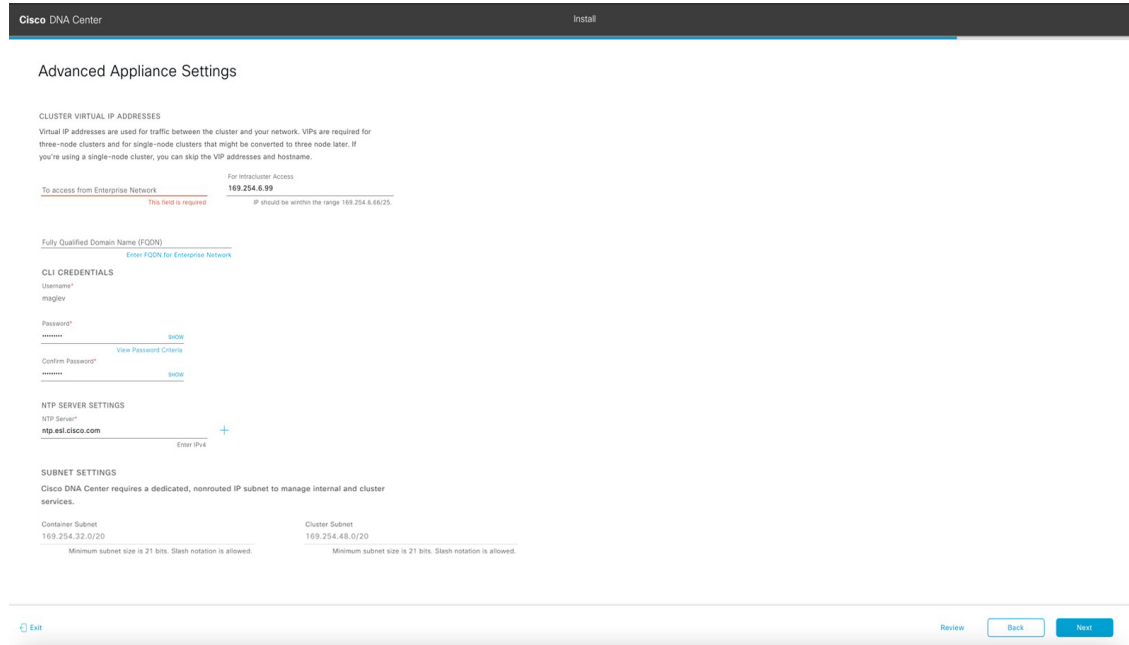 Cisco DNA Center
Install
Advanced Appliance Settings
CLUSTER VIRTUAL IP ADDRESSES
Virtual IP addresses are used for traffic between the cluster and your network. VIPs are required for
three-node clusters and for single-node clusters that might be converted to three node later. If
you're using a single-node cluster, you can skip the VIP addresses and hostname.
To access from Enterprise Network
This field is required
For Intracluster Access
169.254.6.99
IP should be winthin the range 169.254.6.66/25.
Fully Qualified Domain Name (FQDN)
Enter FQDN for Enterprise Network
CLI CREDENTIALS
Username*
maglev
Password*
••••••••• SHOW
View Password Criteria
Confirm Password*
••••••••• SHOW
NTP SERVER SETTINGS
NTP Server*
ntp.esl.cisco.com
Enter IPv4
SUBNET SETTINGS
Cisco DNA Center requires a dedicated, nonrouted IP subnet to manage internal and cluster
services.
Container Subnet
169.254.32.0/20
Minimum subnet size is 21 bits. Slash notation is allowed.
Cluster Subnet
169.254.48.0/20
Minimum subnet size is 21 bits. Slash notation is allowed.
Exit
Review
Back
Next